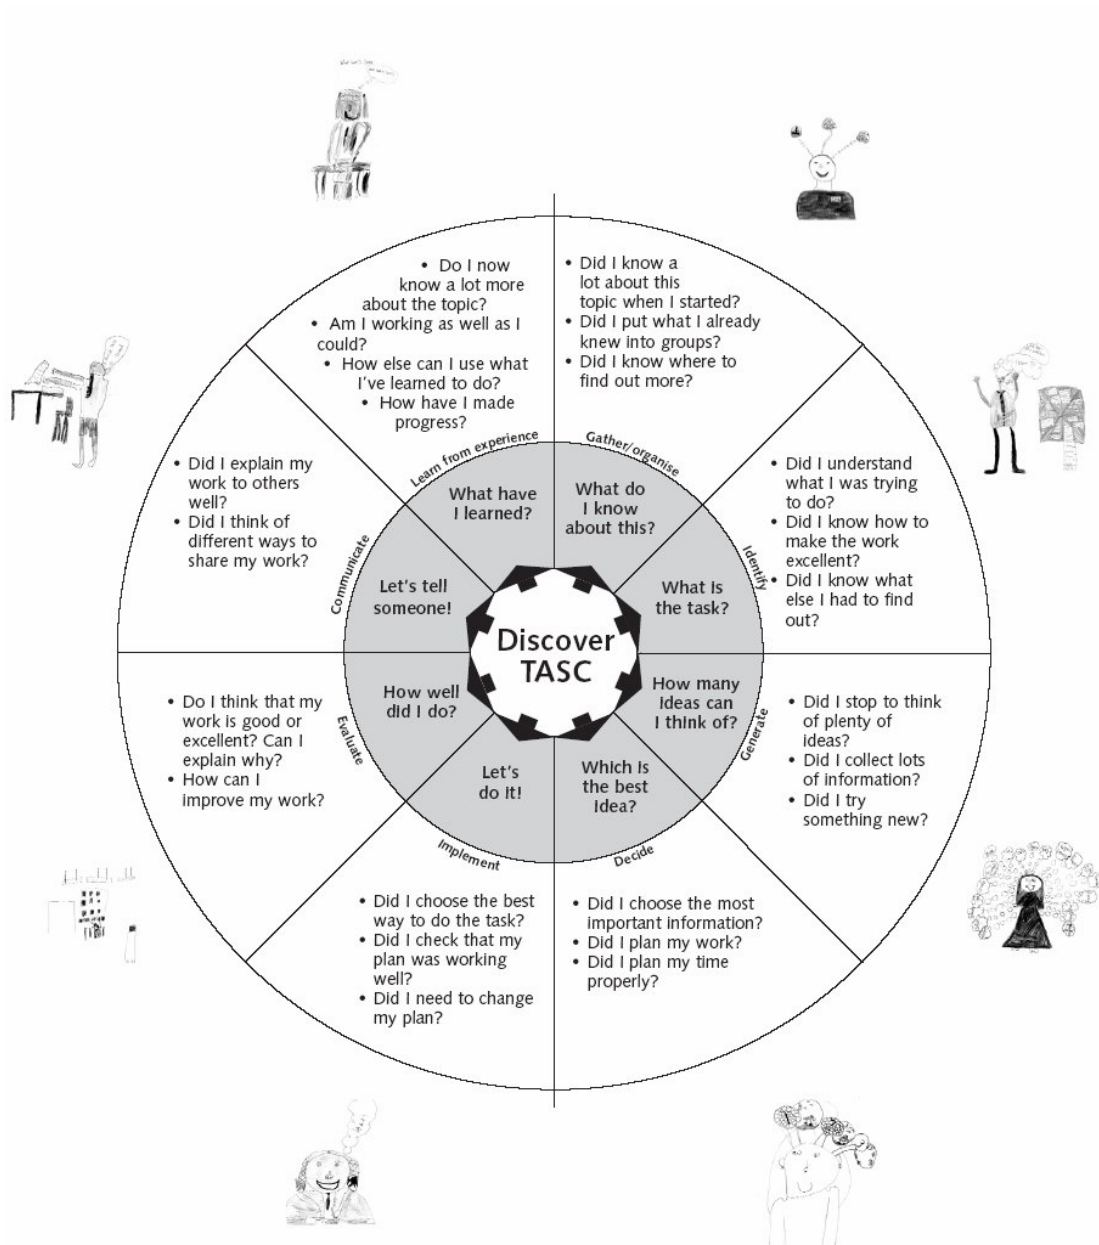 Discover
TASC
Gather/organise
What do
I know
about this?
• Did I know a
lot about this
topic when I started?
• Did I put what I already
knew into groups?
• Did I know where to
find out more?
Identify
What is
the task?
• Did I understand
what I was trying
to do?
• Did I know how to
make the work
excellent?
• Did I know what
else I had to find
out?
Generate
How many
ideas can
I think of?
• Did I stop to think
of plenty of
ideas?
• Did I collect lots
of information?
• Did I try
something new?
Decide
Which is
the best
idea?
• Did I choose the most
important information?
• Did I plan my work?
• Did I plan my time
properly?
Implement
Let's
do it!
• Did I choose the best
way to do the task?
• Did I check that my
plan was working
well?
• Did I need to change
my plan?
Evaluate
How well
did I do?
• Do I think that my
work is good or
excellent? Can I
explain why?
• How can I
improve my work?
Communicate
Let's tell
someone!
• Did I explain my
work to others
well?
• Did I think of
different ways to
share my work?
Learn from experience
What have
I learned?
• Do I now
know a lot more
about the topic?
• Am I working as well as I
could?
• How else can I use what
I've learned to do?
• How have I made
progress?